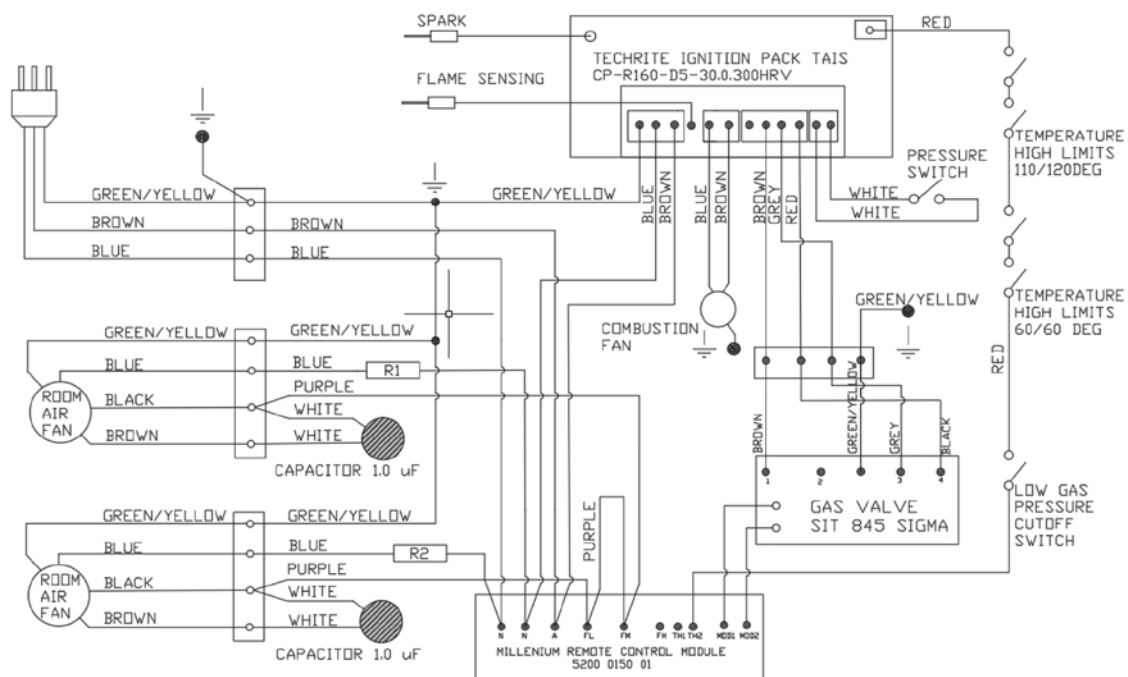 SPARK
RED
TECHRITE IGNITION PACK TAIS
CP-R160-D5-30.0.300HRV
FLAME SENSING
TEMPERATURE
HIGH LIMITS
110/120DEG
PRESSURE
SWITCH
GREEN/YELLOW
GREEN/YELLOW
BLUE
BROWN
BLUE
BROWN
BROWN
GREY
RED
WHITE
WHITE
BROWN
BROWN
BLUE
BLUE
TEMPERATURE
HIGH LIMITS
60/60 DEG
GREEN/YELLOW
COMBUSTION
FAN
RED
GREEN/YELLOW
GREEN/YELLOW
BLUE
BLUE
R1
PURPLE
ROOM
AIR
FAN
BLACK
WHITE
BROWN
WHITE
CAPACITOR 1.0 uF
BROWN
GREEN/YELLOW
GREY
BLACK
1
2
3
4
GAS VALVE
SIT 845 SIGMA
LOW GAS
PRESSURE
CUTOFF
SWITCH
GREEN/YELLOW
GREEN/YELLOW
BLUE
BLUE
R2
PURPLE
PURPLE
ROOM
AIR
FAN
BLACK
WHITE
BROWN
WHITE
CAPACITOR 1.0 uF
N
N
A
FL
FM
FH
TH1
TH2
MOD1
MOD2
MILLENIUM REMOTE CONTROL MODULE
5200 0150 01